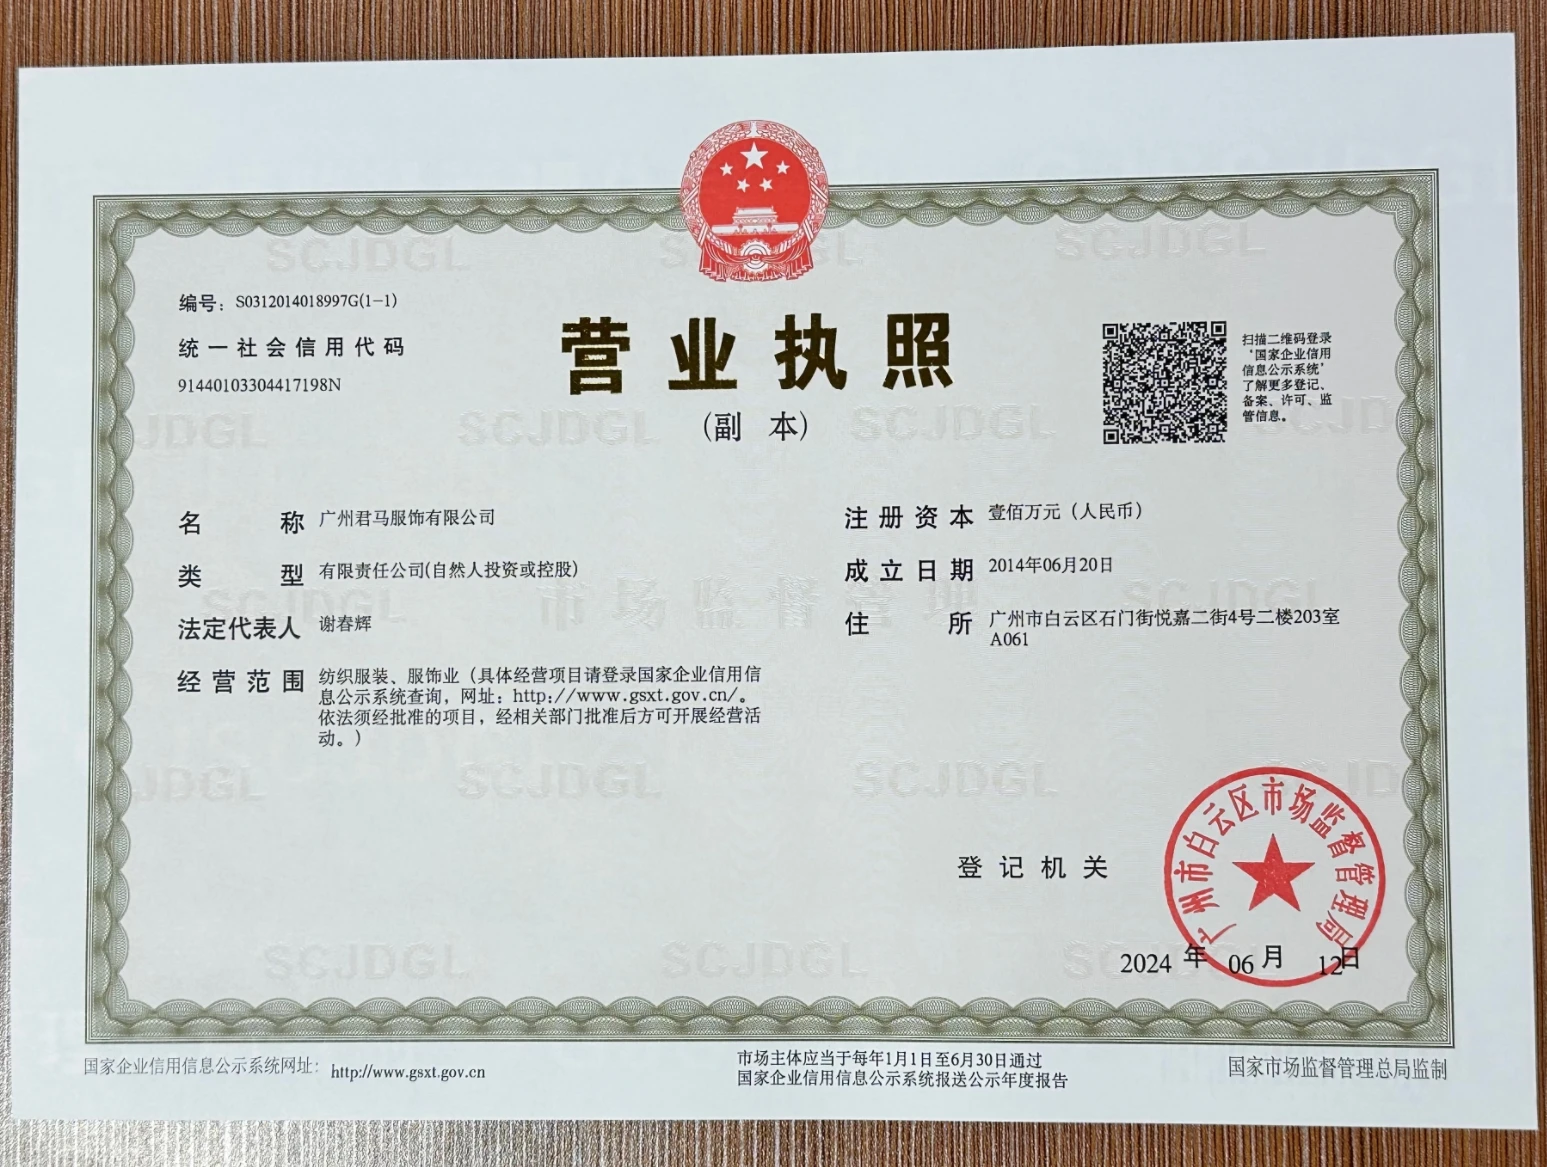 编号：S0312014018997G(1-1)
统一社会信用代码
91440103304417198N
营业执照
(副 本)
扫描二维码登录
“国家企业信用
信息公示系统”
了解更多登记、
备案、许可、监
管信息。
名称 广州君马服饰有限公司
类型 有限责任公司(自然人投资或控股)
法定代表人 谢春辉
经营范围 纺织服装、服饰业（具体经营项目请登录国家企业信用信
息公示系统查询，网址：http://www.gsxt.gov.cn/。
依法须经批准的项目，经相关部门批准后方可开展经营活
动。）
注册资本 壹佰万元（人民币）
成立日期 2014年06月20日
住所 广州市白云区石门街悦嘉二街4号二楼203室
A061
登记机关
广州市白云区市场监督管理局
2024 年 06 月 12日
国家企业信用信息公示系统网址：http://www.gsxt.gov.cn
市场主体应当于每年1月1日至6月30日通过
国家企业信用信息公示系统报送公示年度报告
国家市场监督管理总局监制
SCJDGL
市场监督管理